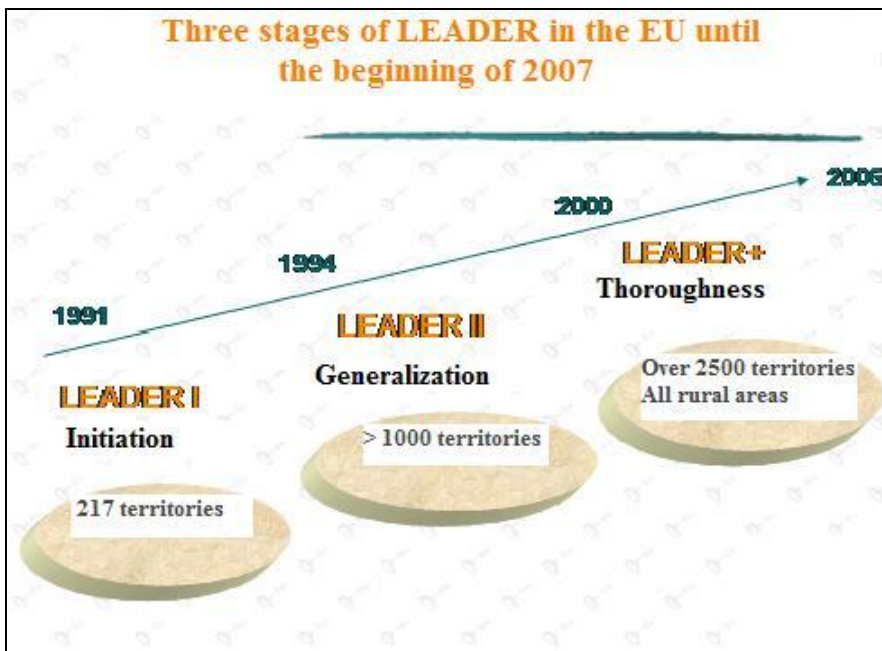 Three stages of LEADER in the EU until
the beginning of 2007
2006
2000
1994
1991
LEADER+
Thoroughness
LEADER II
Generalization
LEADER I
Initiation
Over 2500 territories
All rural areas
> 1000 territories
217 territories